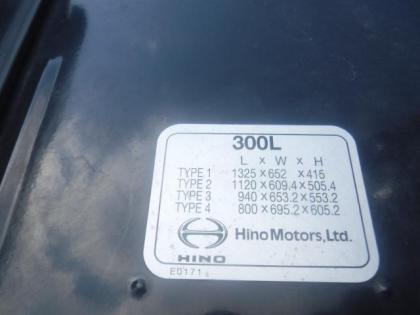 300L
L × W × H
TYPE 1 1325 × 652 × 415
TYPE 2 1120 × 609.4 × 505.4
TYPE 3 940 × 653.2 × 553.2
TYPE 4 800 × 695.2 × 605.2
HINO Hino Motors, Ltd.
E0171